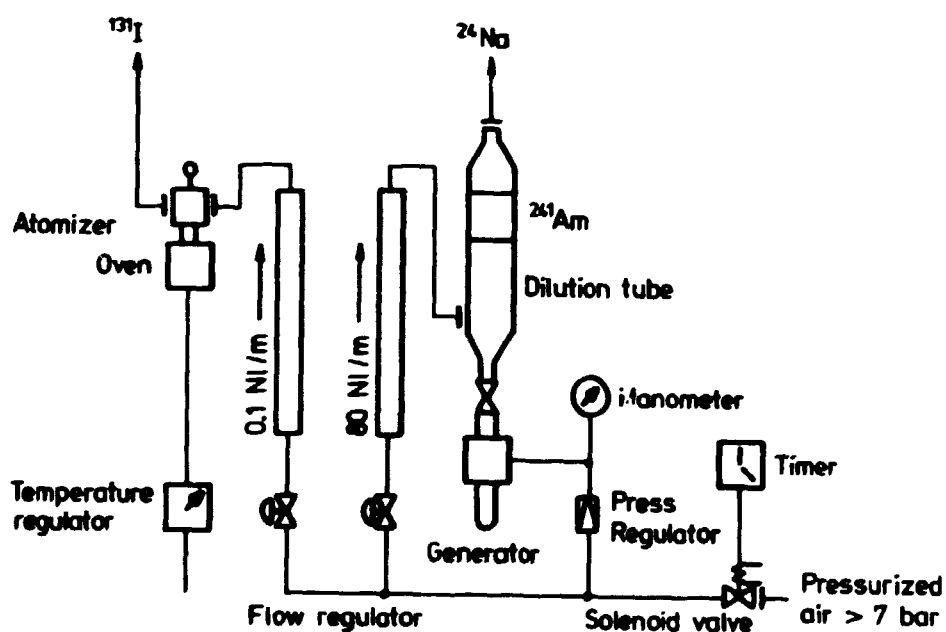 ¹³¹I
²⁴Na
Atomizer
Oven
0.1 Nl/m
80 Nl/m
²⁴¹Am
Dilution tube
i.fanometer
Timer
Temperature
regulator
Press
Regulator
Generator
Flow regulator
Solenoid valve
Pressurized
air > 7 bar